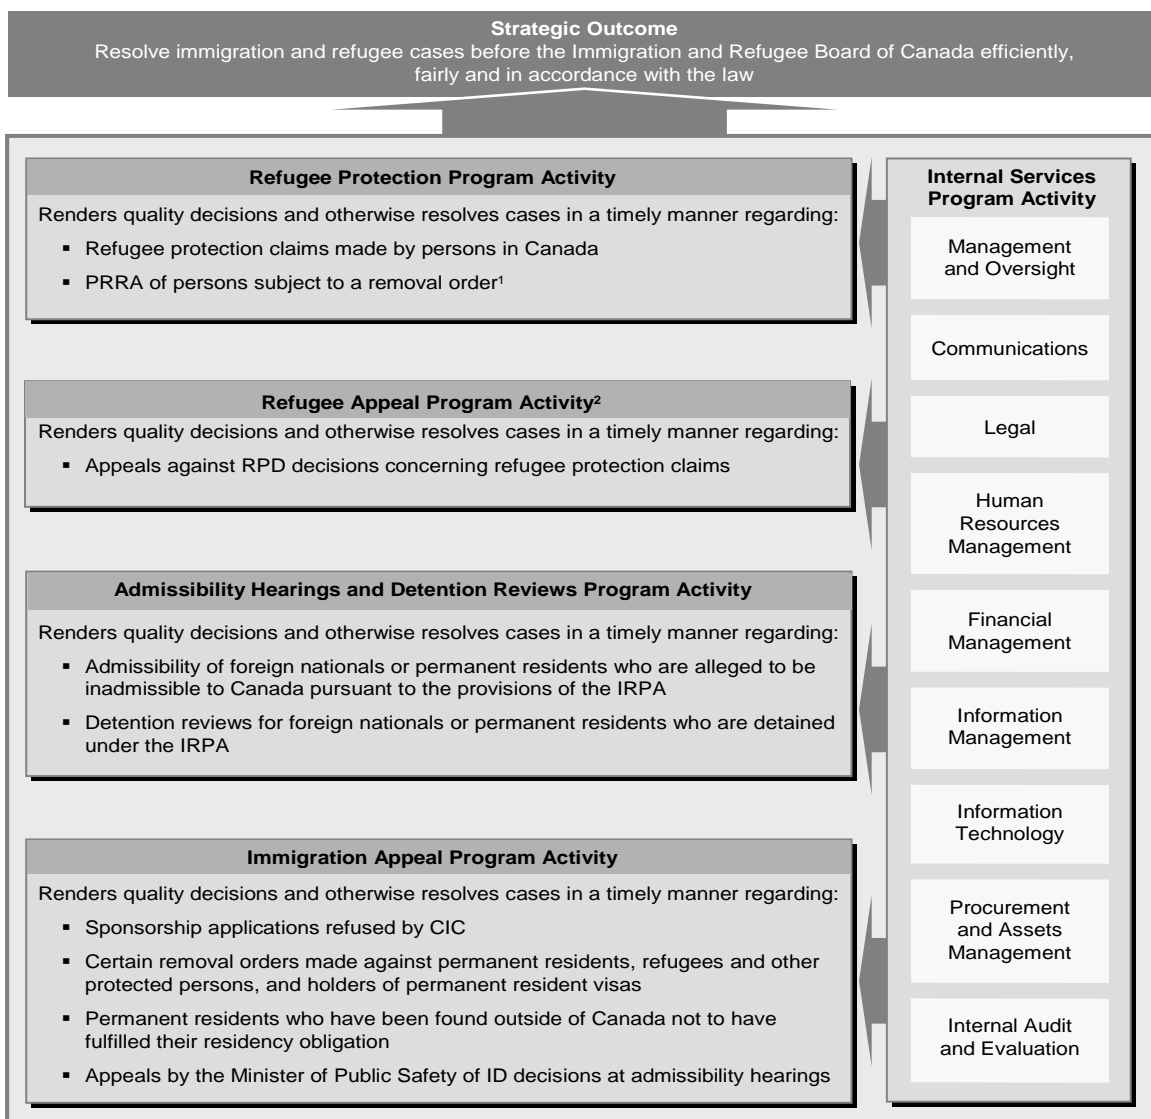 Strategic Outcome
Resolve immigration and refugee cases before the Immigration and Refugee Board of Canada efficiently,
fairly and in accordance with the law
Refugee Protection Program Activity
Renders quality decisions and otherwise resolves cases in a timely manner regarding:
▪ Refugee protection claims made by persons in Canada
▪ PRRA of persons subject to a removal order¹
Refugee Appeal Program Activity²
Renders quality decisions and otherwise resolves cases in a timely manner regarding:
▪ Appeals against RPD decisions concerning refugee protection claims
Admissibility Hearings and Detention Reviews Program Activity
Renders quality decisions and otherwise resolves cases in a timely manner regarding:
▪ Admissibility of foreign nationals or permanent residents who are alleged to be
inadmissible to Canada pursuant to the provisions of the IRPA
▪ Detention reviews for foreign nationals or permanent residents who are detained
under the IRPA
Immigration Appeal Program Activity
Renders quality decisions and otherwise resolves cases in a timely manner regarding:
▪ Sponsorship applications refused by CIC
▪ Certain removal orders made against permanent residents, refugees and other
protected persons, and holders of permanent resident visas
▪ Permanent residents who have been found outside of Canada not to have
fulfilled their residency obligation
▪ Appeals by the Minister of Public Safety of ID decisions at admissibility hearings
Internal Services
Program Activity
Management
and Oversight
Communications
Legal
Human
Resources
Management
Financial
Management
Information
Management
Information
Technology
Procurement
and Assets
Management
Internal Audit
and Evaluation